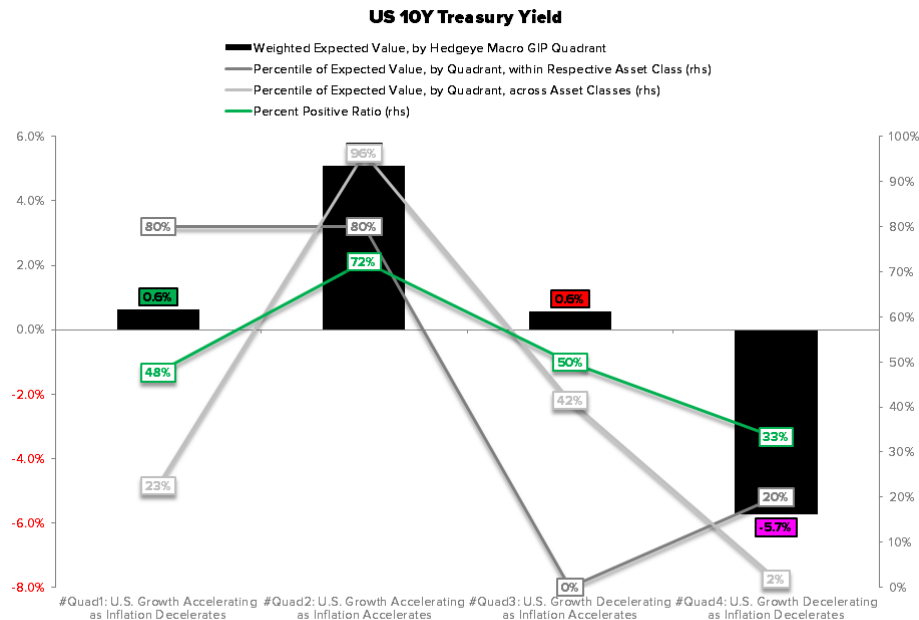 US 10Y Treasury Yield
Weighted Expected Value, by Hedgeye Macro GIP Quadrant
Percentile of Expected Value, by Quadrant, within Respective Asset Class (rhs)
Percentile of Expected Value, by Quadrant, across Asset Classes (rhs)
Percent Positive Ratio (rhs)
6.0%
4.0%
2.0%
0.0%
-2.0%
-4.0%
-6.0%
-8.0%
100%
90%
80%
70%
60%
50%
40%
30%
20%
10%
0%
96%
80%
80%
72%
0.6%
0.6%
48%
50%
42%
33%
23%
20%
-5.7%
0%
2%
#Quad1: U.S. Growth Accelerating
as Inflation Decelerates
#Quad2: U.S. Growth Accelerating
as Inflation Accelerates
#Quad3: U.S. Growth Decelerating
as Inflation Accelerates
#Quad4: U.S. Growth Decelerating
as Inflation Decelerates